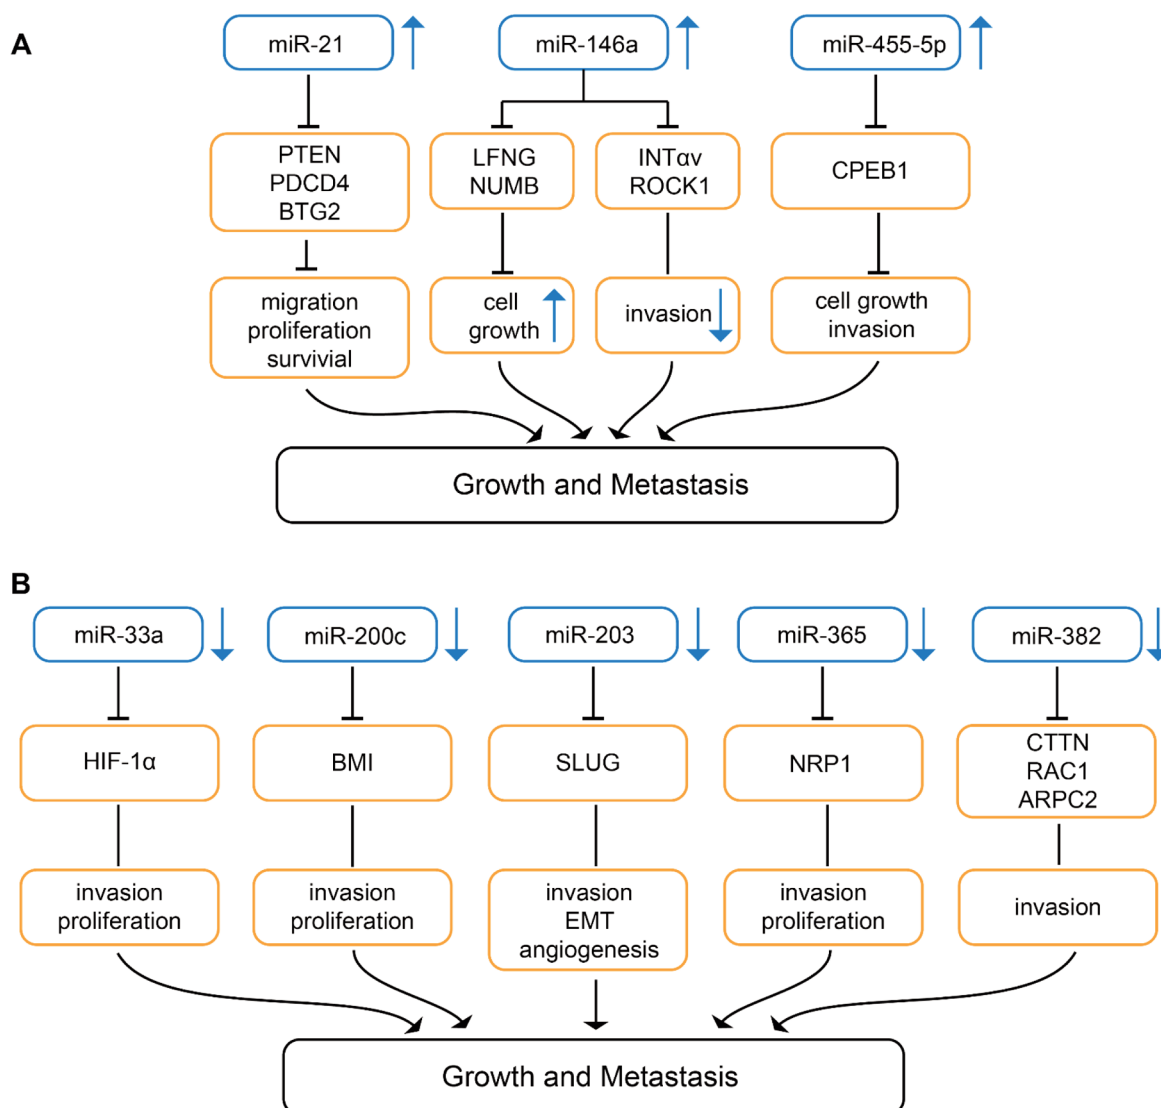 A
miR-21
miR-146a
miR-455-5p
PTEN
PDCD4
BTG2
LFNG
NUMB
INTαv
ROCK1
CPEB1
migration
proliferation
survivial
cell
growth
invasion
cell growth
invasion
Growth and Metastasis
B
miR-33a
miR-200c
miR-203
miR-365
miR-382
HIF-1α
BMI
SLUG
NRP1
CTTN
RAC1
ARPC2
invasion
proliferation
invasion
proliferation
invasion
EMT
angiogenesis
invasion
proliferation
invasion
Growth and Metastasis